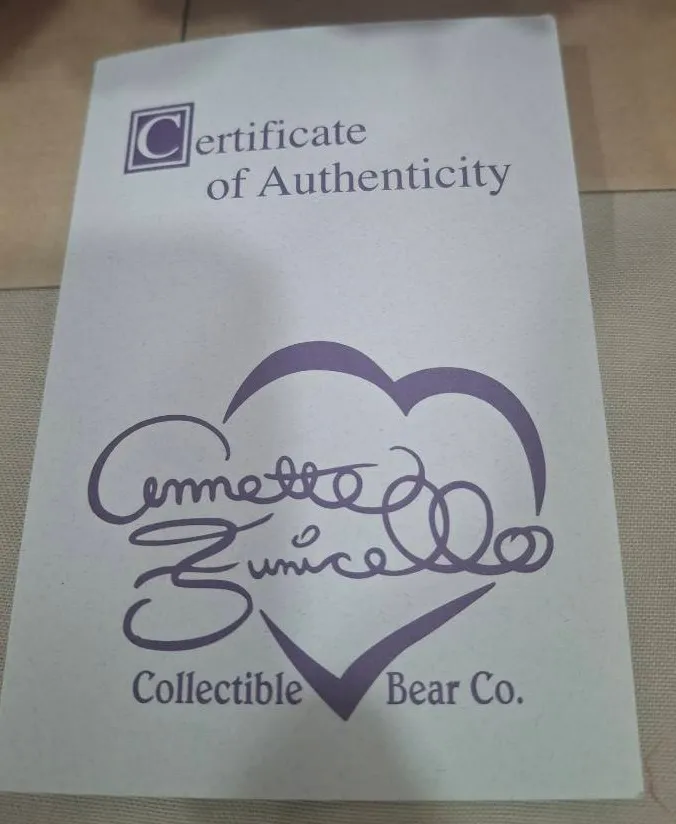 Certificate
of Authenticity
Annette
Funicello
Collectible Bear Co.